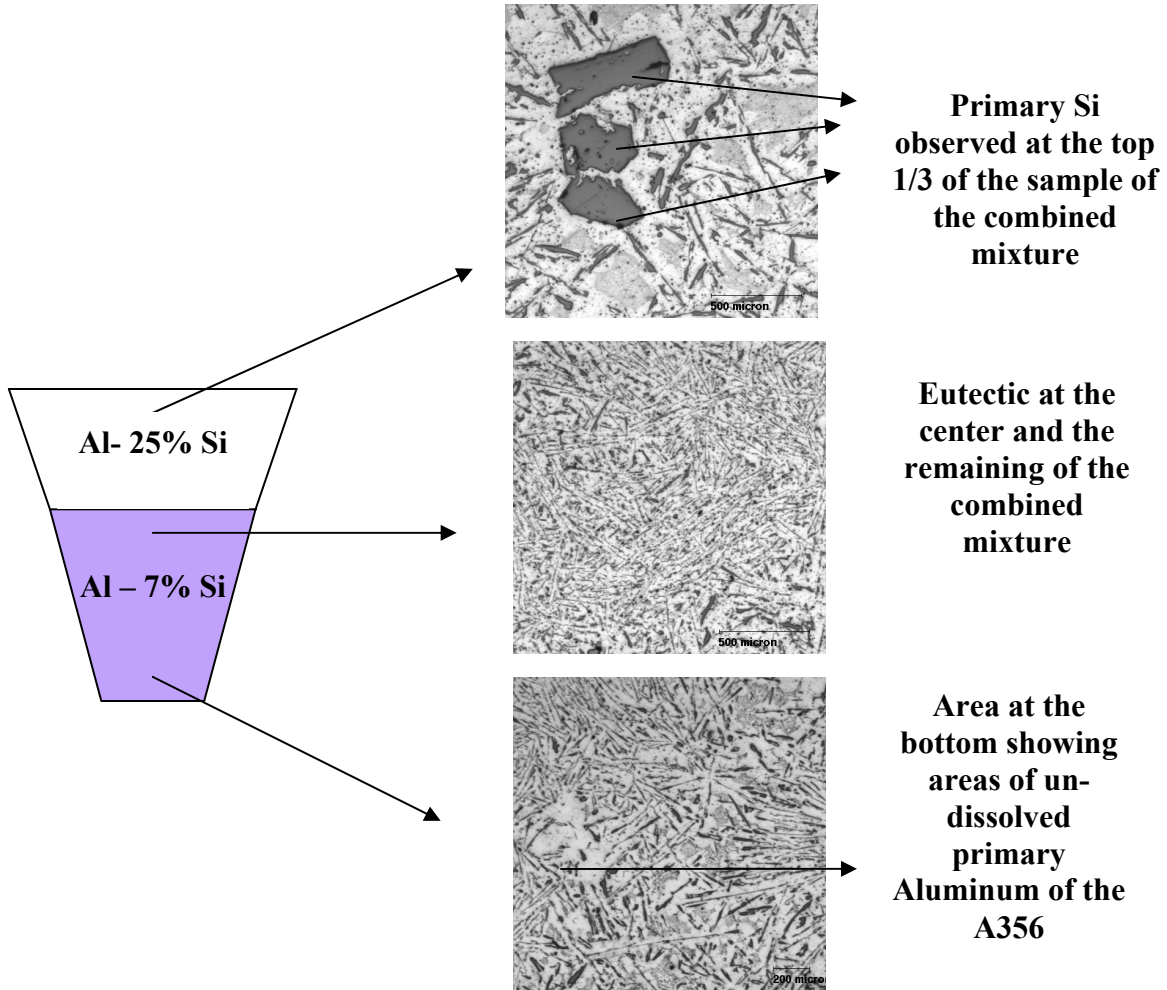 Primary Si
observed at the top
1/3 of the sample of
the combined
mixture
500 micron
Al- 25% Si
Al – 7% Si
Eutectic at the
center and the
remaining of the
combined
mixture
500 micron
Area at the
bottom showing
areas of un-
dissolved
primary
Aluminum of the
A356
200 micro